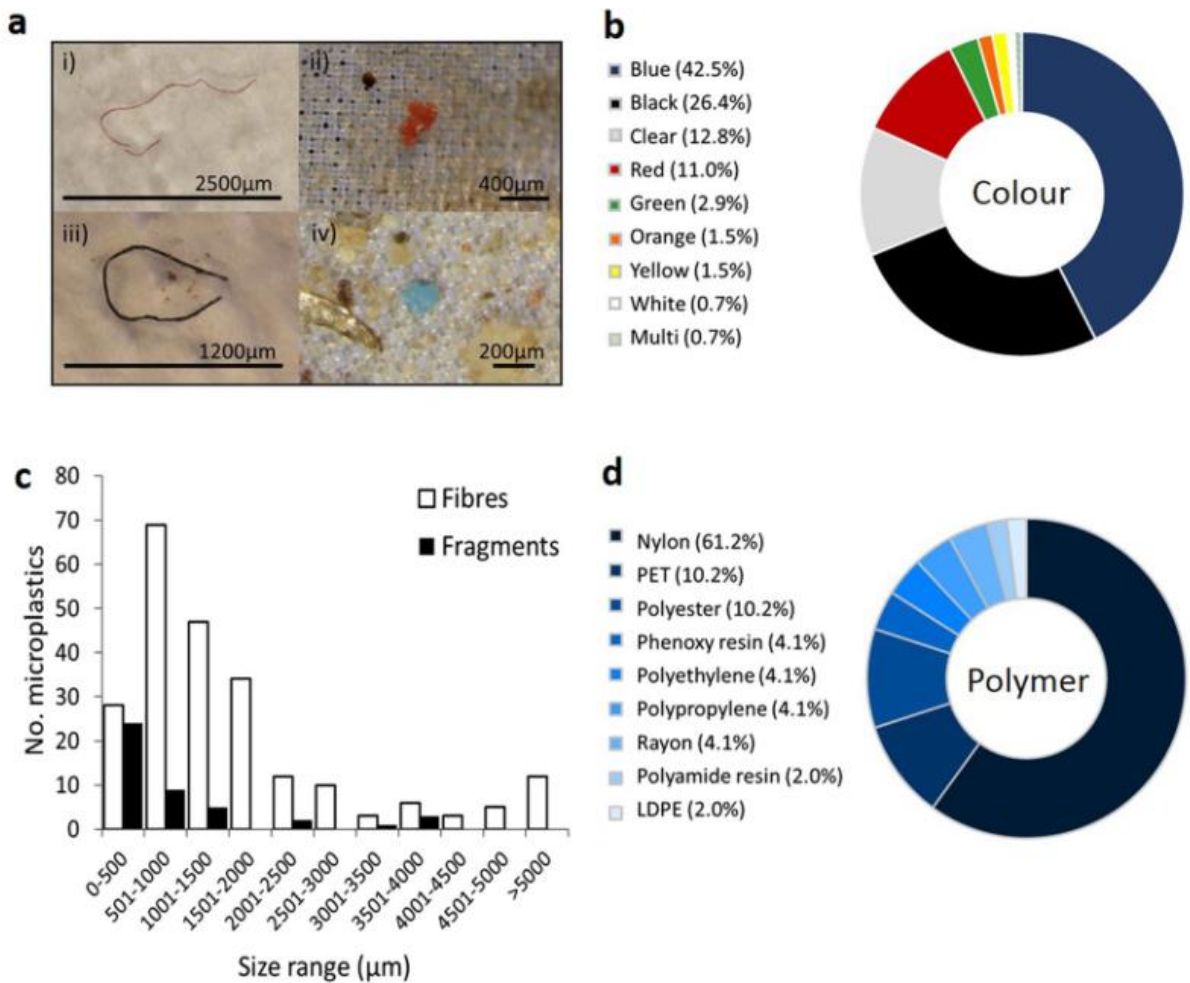 a
i)
2500µm
ii)
400µm
iii)
1200µm
iv)
200µm
b
Blue (42.5%)
Black (26.4%)
Clear (12.8%)
Red (11.0%)
Green (2.9%)
Orange (1.5%)
Yellow (1.5%)
White (0.7%)
Multi (0.7%)
Colour
c
80
70
60
50
40
30
20
10
0
No. microplastics
Fibres
Fragments
0-500
501-1000
1001-1500
1501-2000
2001-2500
2501-3000
3001-3500
3501-4000
4001-4500
4501-5000
>5000
Size range (µm)
d
Nylon (61.2%)
PET (10.2%)
Polyester (10.2%)
Phenoxy resin (4.1%)
Polyethylene (4.1%)
Polypropylene (4.1%)
Rayon (4.1%)
Polyamide resin (2.0%)
LDPE (2.0%)
Polymer